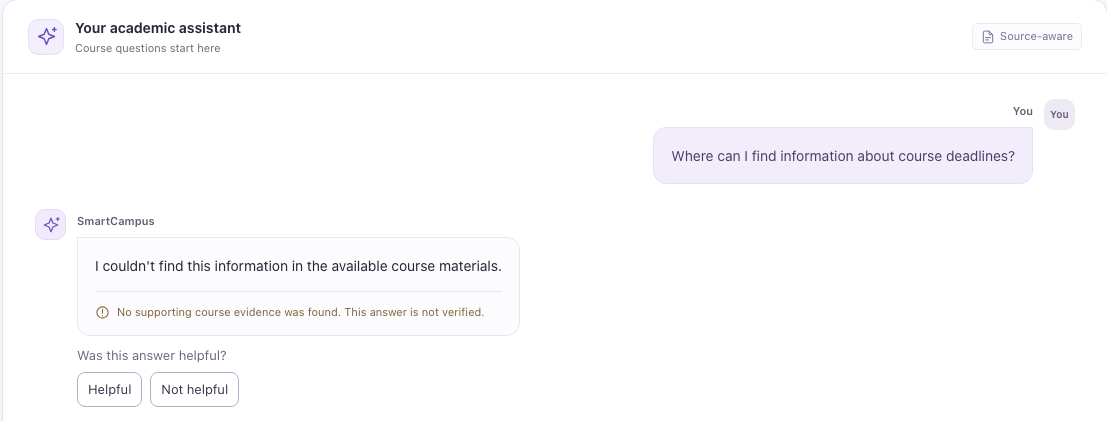 Your academic assistant
Course questions start here
Source-aware
You
You
Where can I find information about course deadlines?
SmartCampus
I couldn't find this information in the available course materials.
No supporting course evidence was found. This answer is not verified.
Was this answer helpful?
Helpful
Not helpful